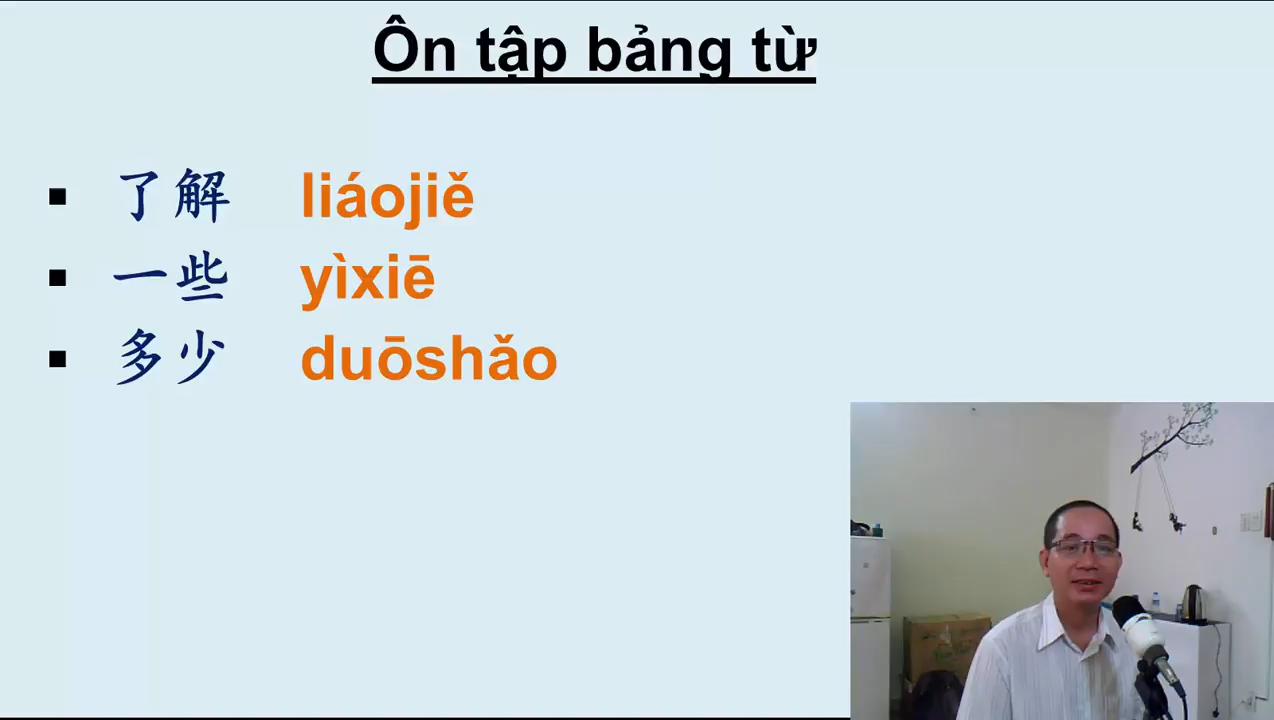 Ôn tập bảng từ
▪ 了解 liáojiě
▪ 一些 yìxiē
▪ 多少 duōshǎo